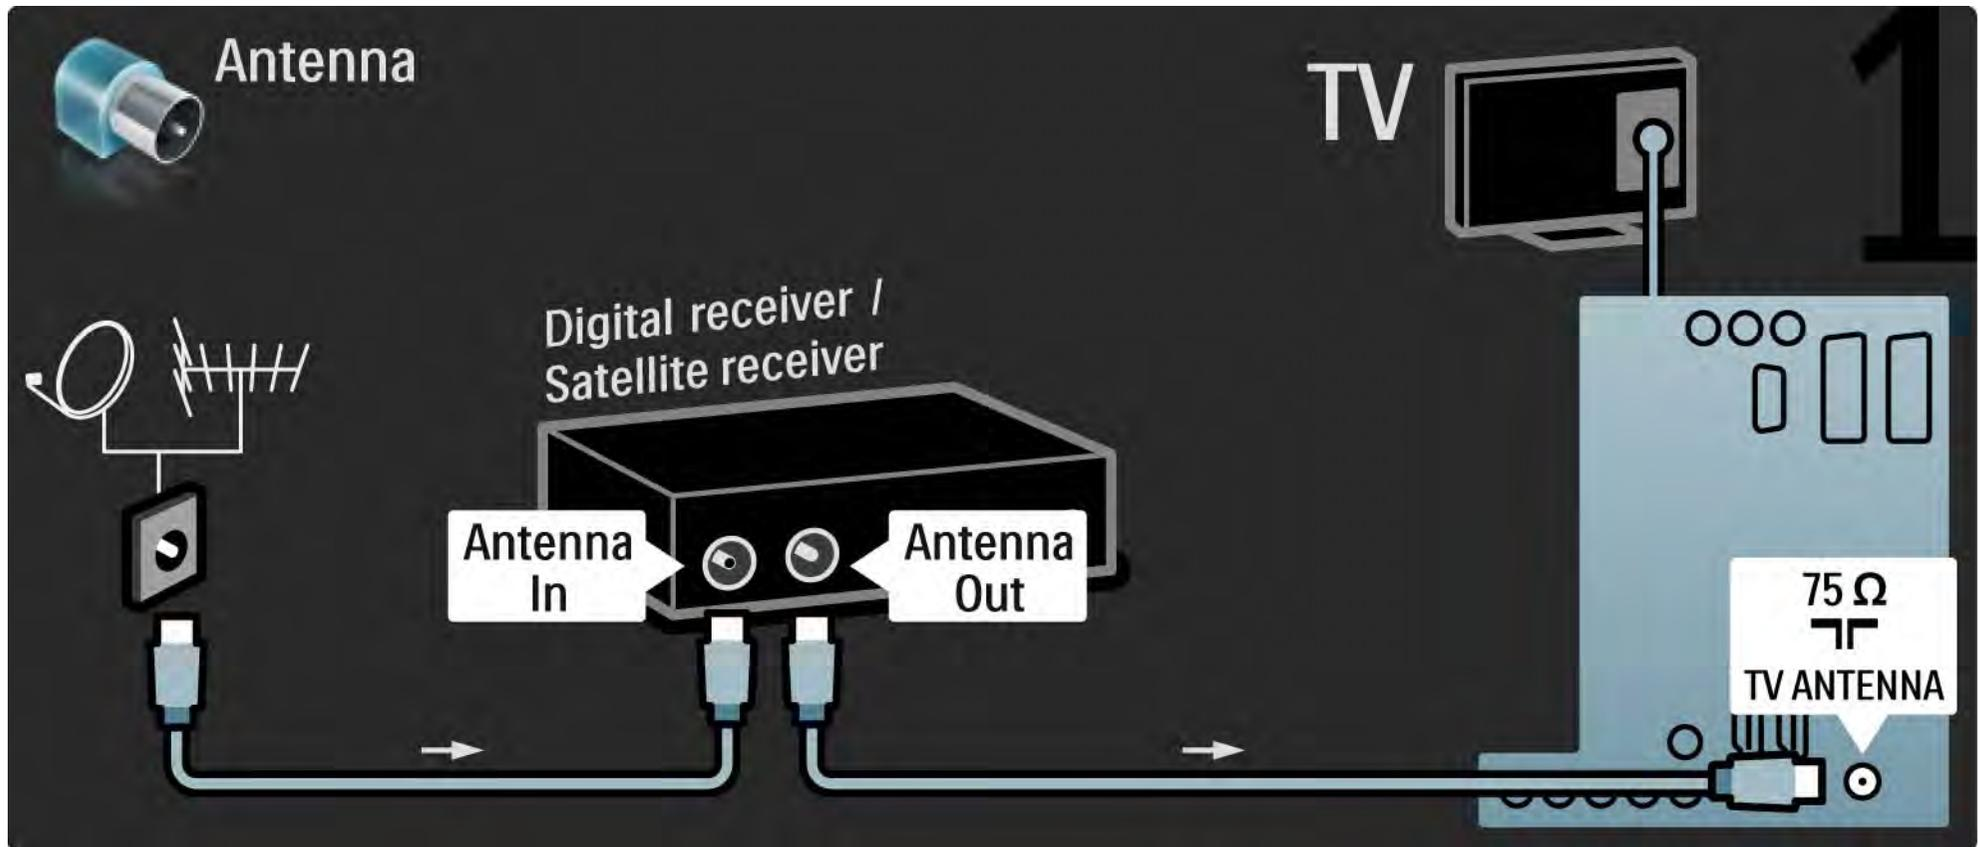 Antenna
TV
1
Digital receiver /
Satellite receiver
Antenna
In
Antenna
Out
75 Ω
TV ANTENNA